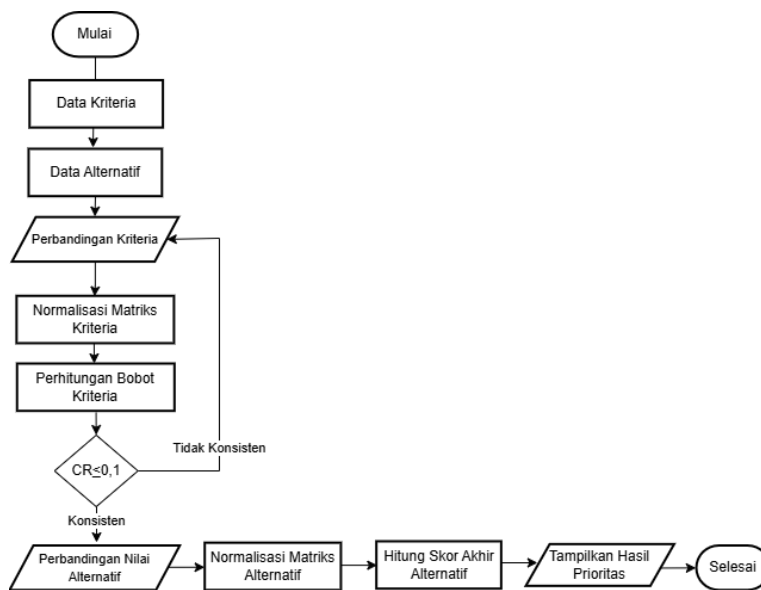 Mulai
Data Kriteria
Data Alternatif
Perbandingan Kriteria
Normalisasi Matriks
Kriteria
Perhitungan Bobot
Kriteria
Tidak Konsisten
CR≤0,1
Konsisten
Perbandingan Nilai
Alternatif
Normalisasi Matriks
Alternatif
Hitung Skor Akhir
Alternatif
Tampilkan Hasil
Prioritas
Selesai